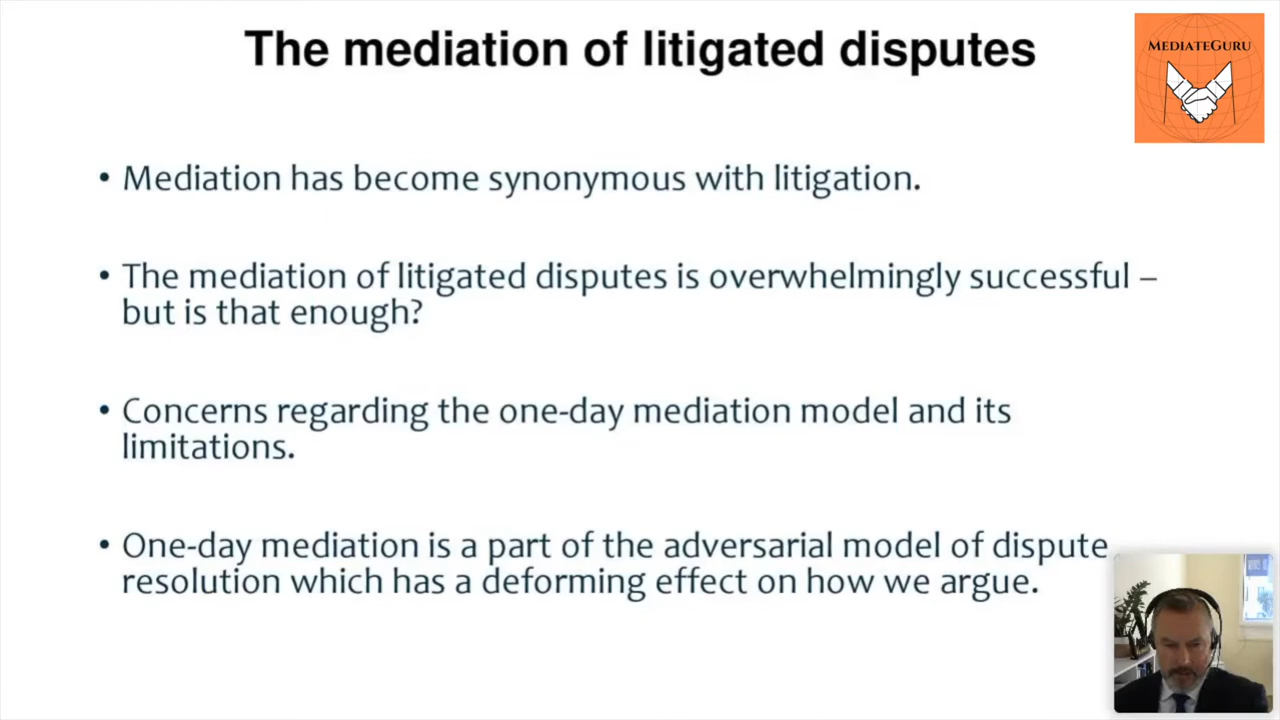 The mediation of litigated disputes
MEDIATEGURU
• Mediation has become synonymous with litigation.
• The mediation of litigated disputes is overwhelmingly successful –
but is that enough?
• Concerns regarding the one-day mediation model and its
limitations.
• One-day mediation is a part of the adversarial model of dispute
resolution which has a deforming effect on how we argue.